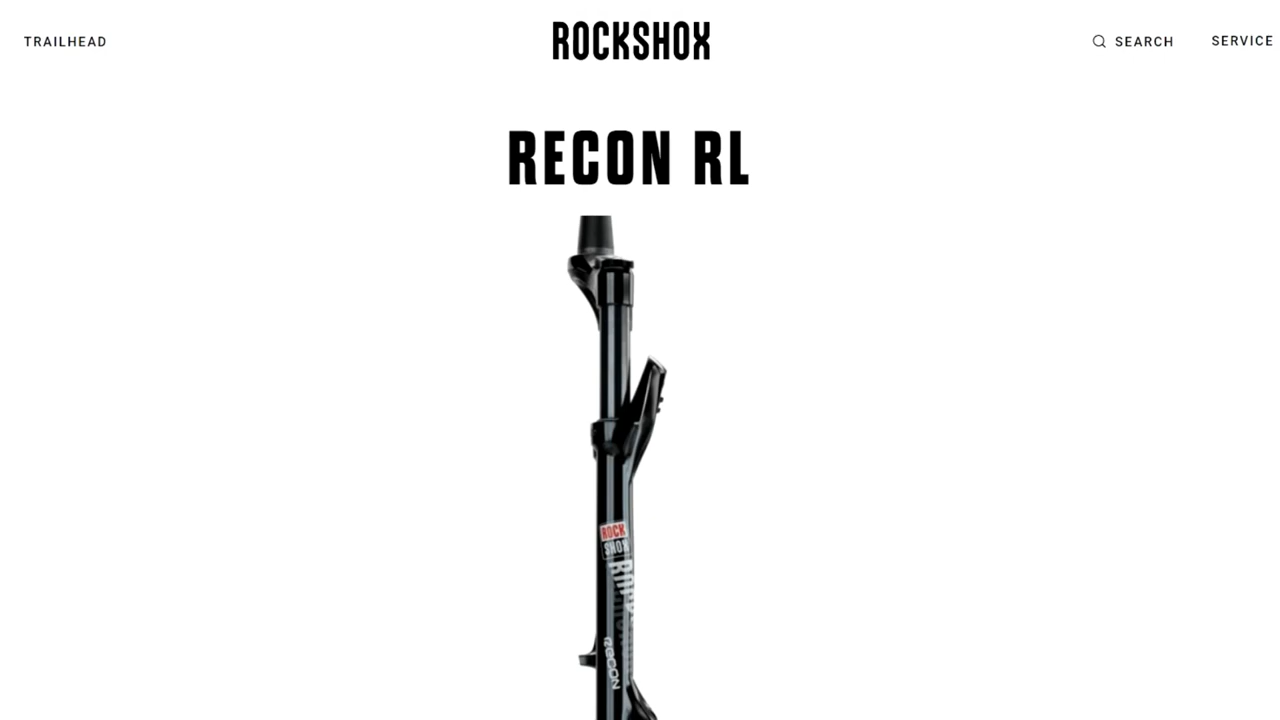 TRAILHEAD
ROCKSHOX
SEARCH
SERVICE
RECON RL
ROCK
SHOX
RECON